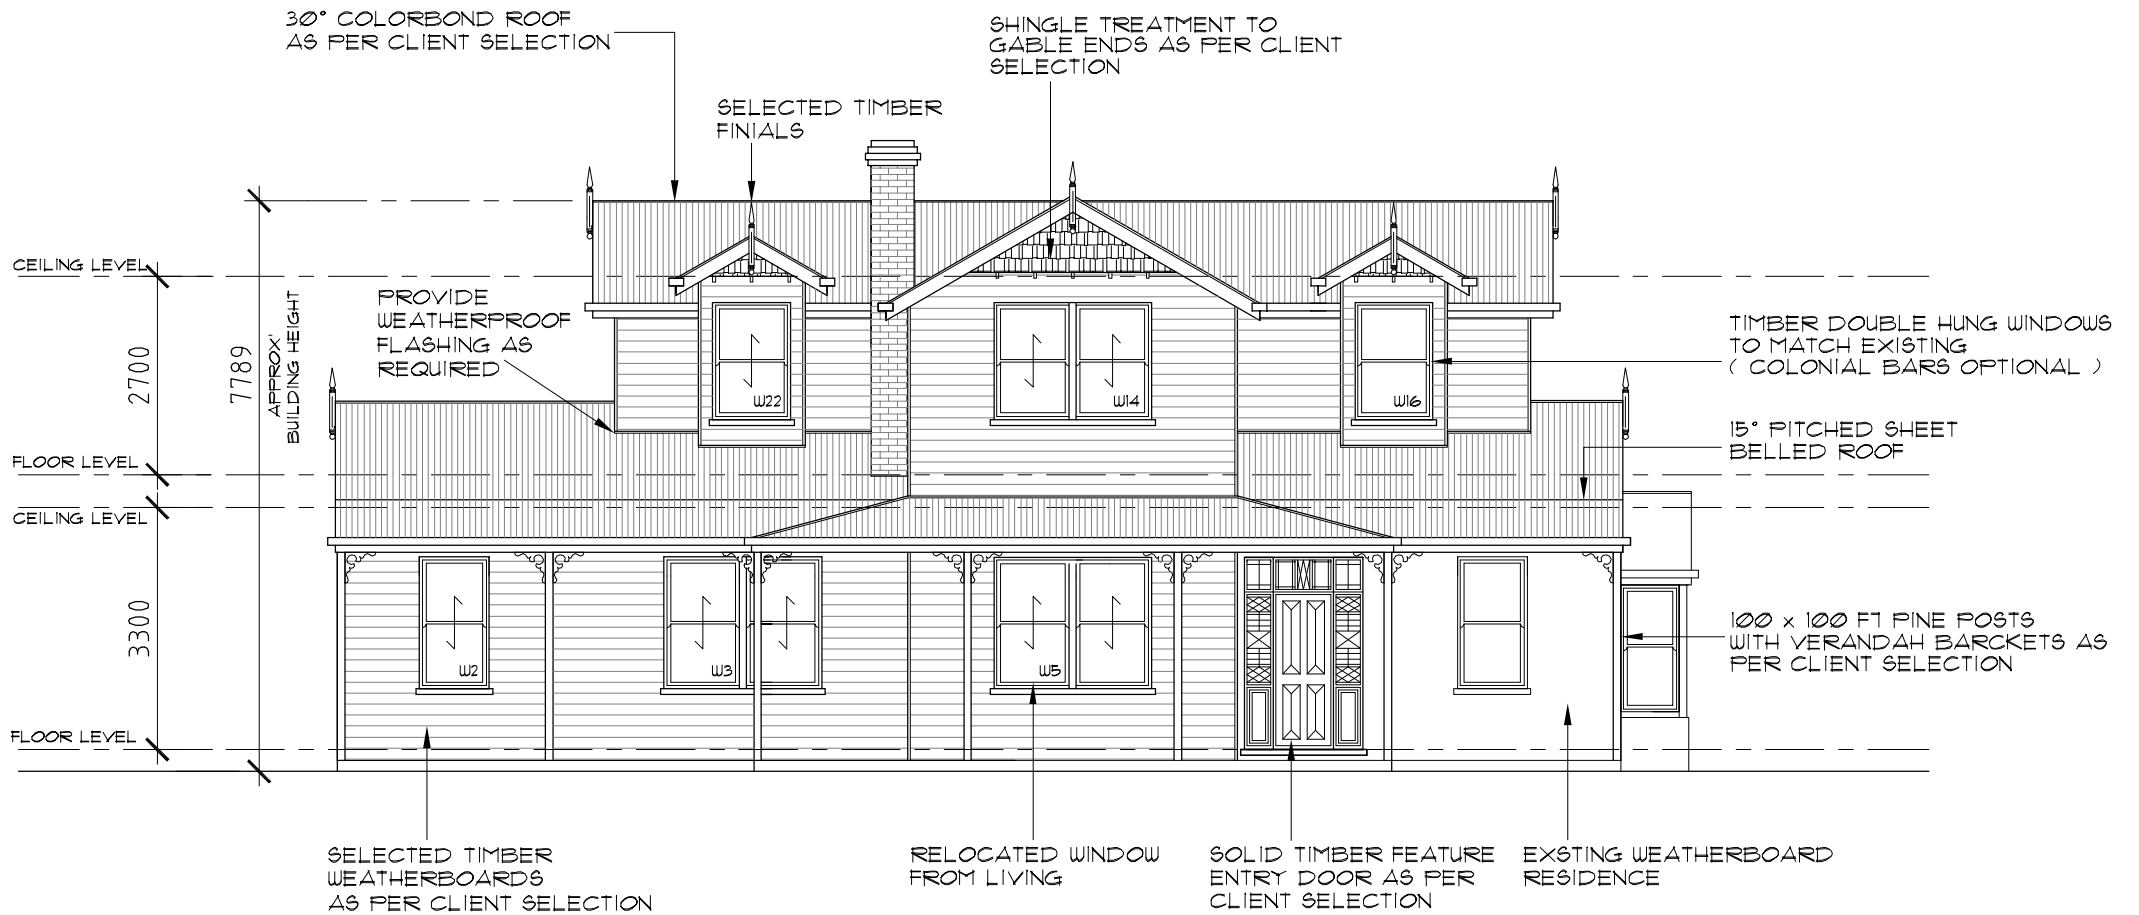 30° COLORBOND ROOF
AS PER CLIENT SELECTION
SHINGLE TREATMENT TO
GABLE ENDS AS PER CLIENT
SELECTION
SELECTED TIMBER
FINIALS
CEILING LEVEL
PROVIDE
WEATHERPROOF
FLASHING AS
REQUIRED
2700
7789
APPROX'
BUILDING HEIGHT
TIMBER DOUBLE HUNG WINDOWS
TO MATCH EXISTING
( COLONIAL BARS OPTIONAL )
W22
W14
W16
15° PITCHED SHEET
BELLED ROOF
FLOOR LEVEL
CEILING LEVEL
3300
100 x 100 F7 PINE POSTS
WITH VERANDAH BARCKETS AS
PER CLIENT SELECTION
W2
W3
W5
FLOOR LEVEL
SELECTED TIMBER
WEATHERBOARDS
AS PER CLIENT SELECTION
RELOCATED WINDOW
FROM LIVING
SOLID TIMBER FEATURE
ENTRY DOOR AS PER
CLIENT SELECTION
EXSTING WEATHERBOARD
RESIDENCE